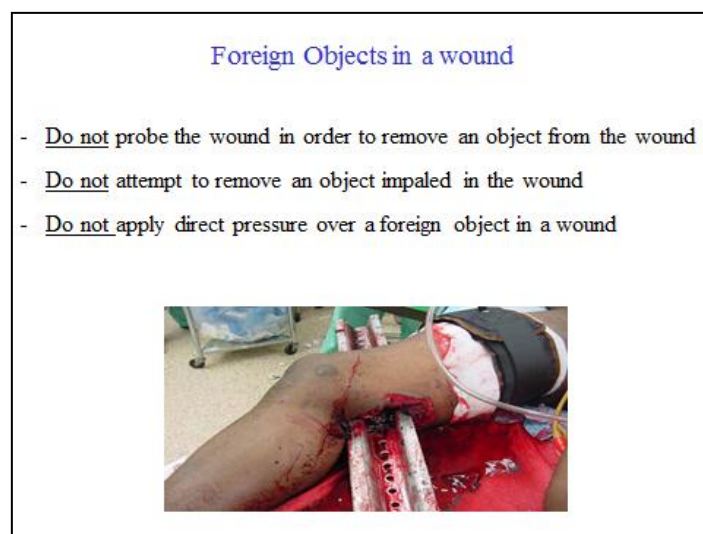 Foreign Objects in a wound
- Do not probe the wound in order to remove an object from the wound
- Do not attempt to remove an object impaled in the wound
- Do not apply direct pressure over a foreign object in a wound